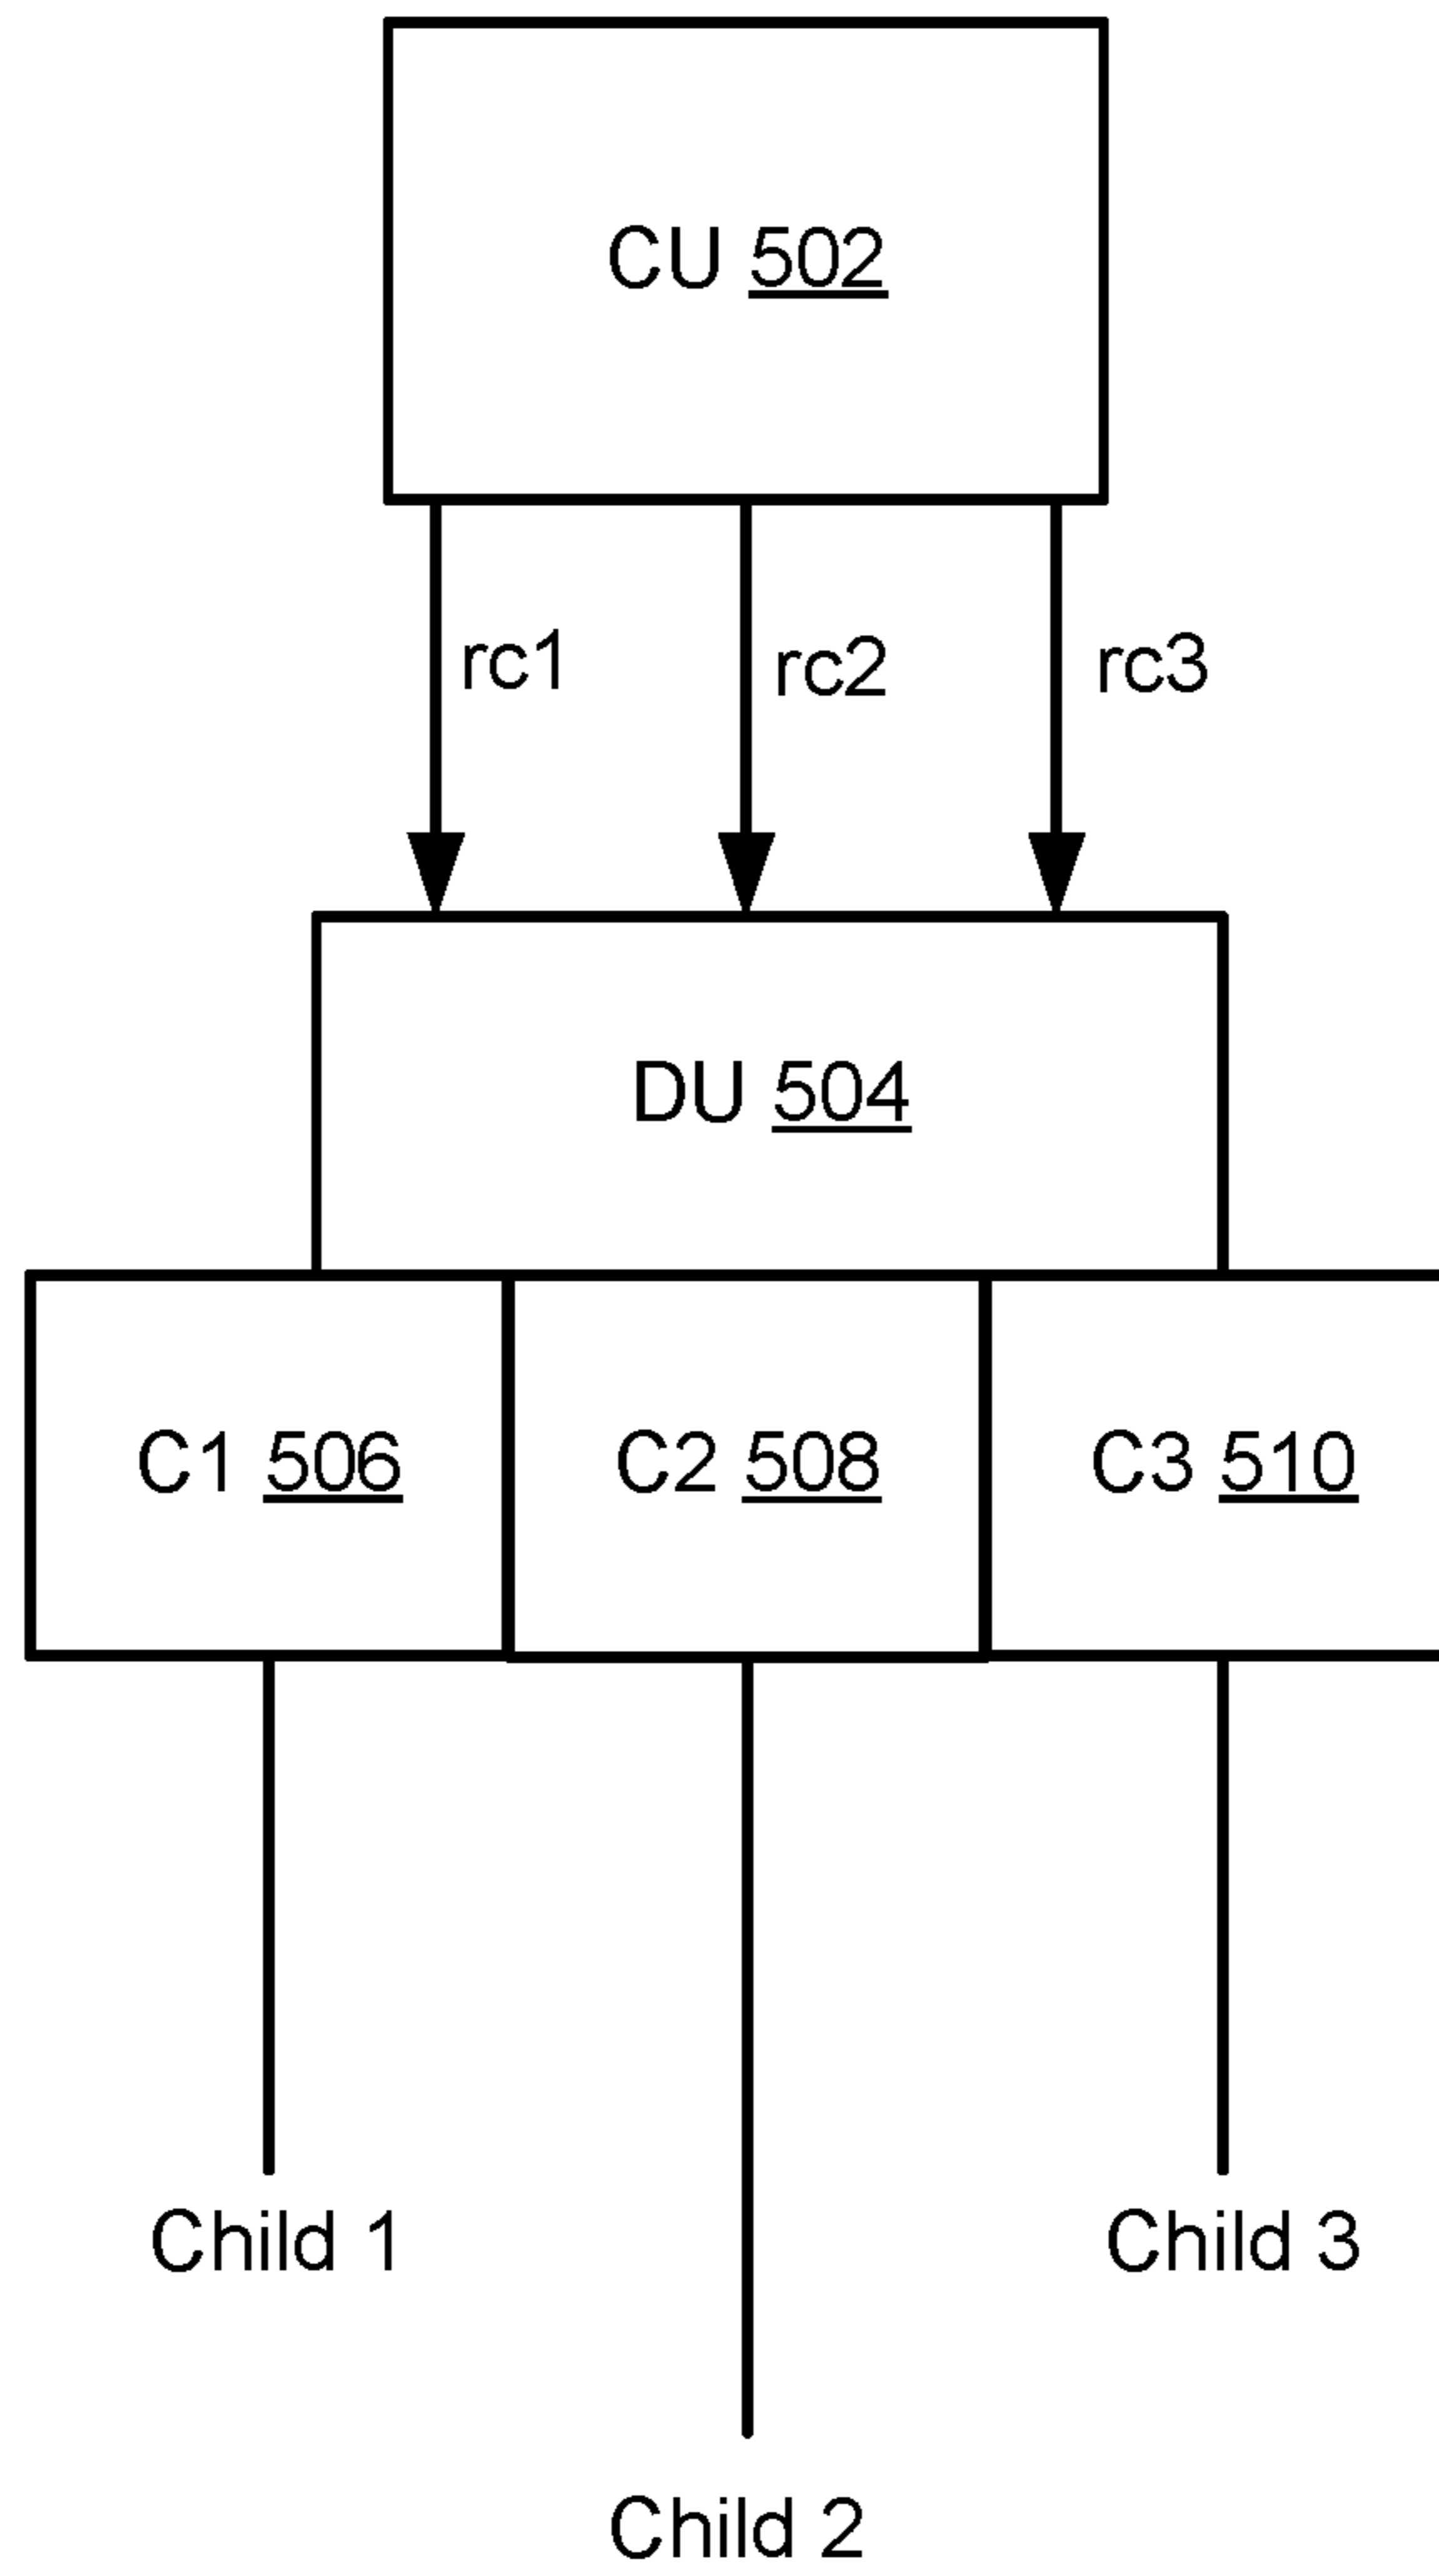 CU 502
rc1
rc2
rc3
DU 504
C1 506
C2 508
C3 510
Child 1
Child 3
Child 2